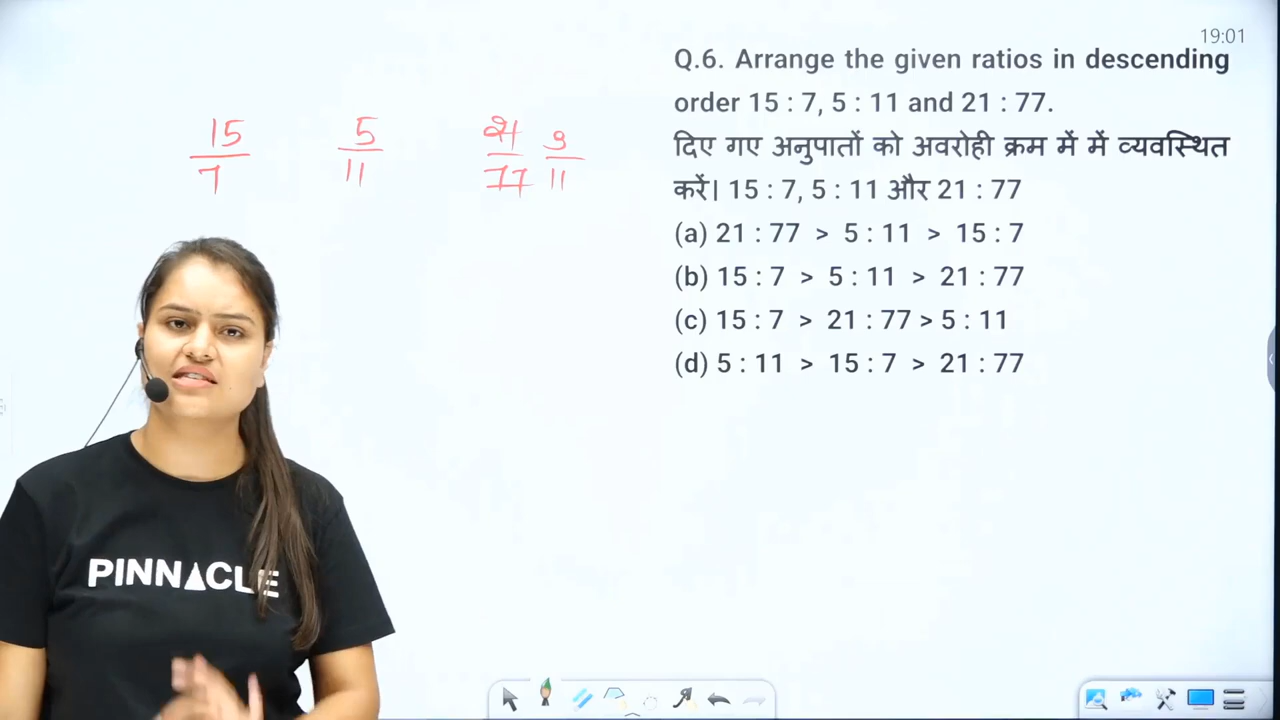 19:01
Q.6. Arrange the given ratios in descending
order 15 : 7, 5 : 11 and 21 : 77.
दिए गए अनुपातों को अवरोही क्रम में में व्यवस्थित
करें। 15 : 7, 5 : 11 और 21 : 77
(a) 21 : 77 > 5 : 11 > 15 : 7
(b) 15 : 7 > 5 : 11 > 21 : 77
(c) 15 : 7 > 21 : 77 > 5 : 11
(d) 5 : 11 > 15 : 7 > 21 : 77
15 5 21 3
7 11 77 11
PINNACLE